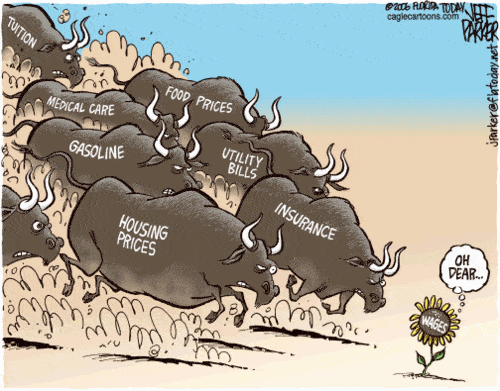 © 2006 FLORIDA TODAY
caglecartoons.com
JEFF
PARKER
jparker@flatoday.net
TUITION
FOOD PRICES
MEDICAL CARE
GASOLINE
UTILITY
BILLS
INSURANCE
HOUSING
PRICES
OH
DEAR...
WAGES